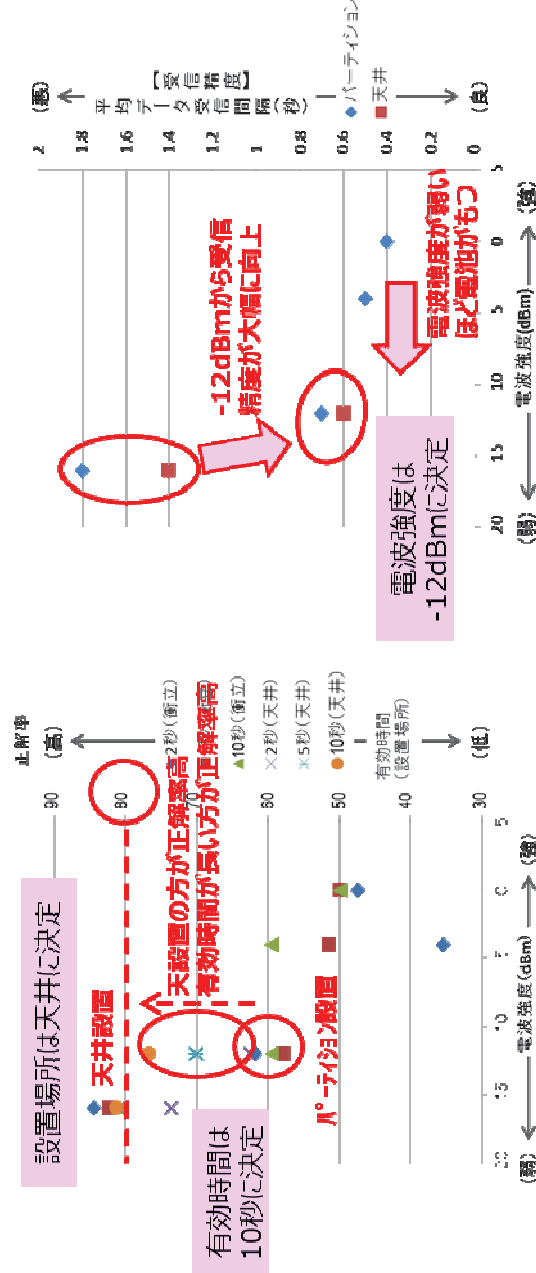 設置場所は天井に決定
正解率
(高)
90
80
70
60
50
40
30
(低)
天井設置
天設置の方が正解率高
有効時間が長い方が正解率高
パーティション設置
有効時間は
10秒に決定
2秒(衝立)
10秒(衝立)
2秒(天井)
5秒(天井)
10秒(天井)
有効時間
(設置場所)
5
(弱)
電波強度(dBm)
(強)
【受信精度】
平均データ受信間隔(秒)
(悪)
(良)
2
1.8
1.6
1.4
1.2
1
0.8
0.6
0.4
0.2
0
パーティション
天井
-12dBmから受信
精度が大幅に向上
電波強度が弱い
ほど電池がもつ
電波強度は
-12dBmに決定
20
15
10
5
0
5
(弱)
電波強度(dBm)
(強)